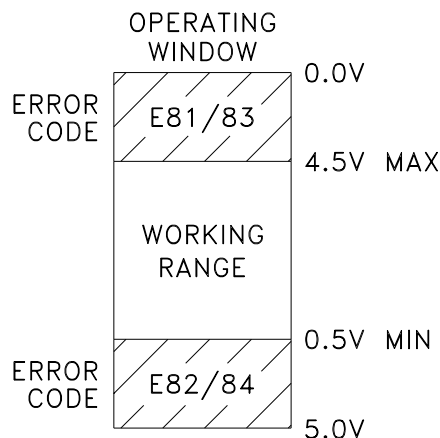 OPERATING
WINDOW
0.0V
ERROR
CODE
E81/83
4.5V MAX
WORKING
RANGE
0.5V MIN
ERROR
CODE
E82/84
5.0V